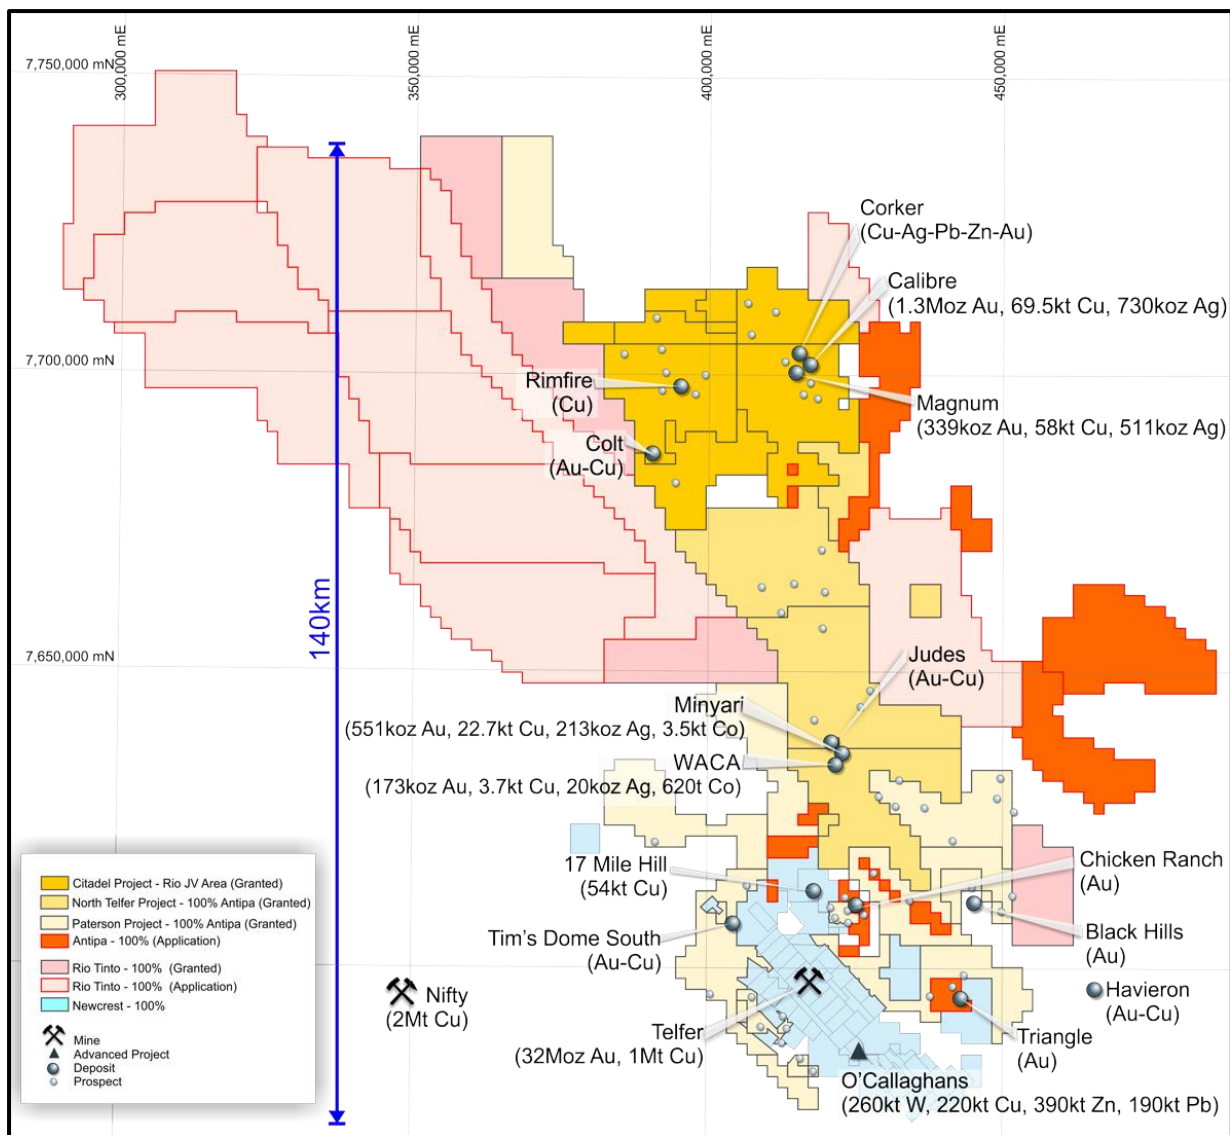 300,000 mE
350,000 mE
400,000 mE
450,000 mE
7,750,000 mN
Corker
(Cu-Ag-Pb-Zn-Au)
Calibre
(1.3Moz Au, 69.5kt Cu, 730koz Ag)
7,700,000 mN
Rimfire
(Cu)
Magnum
(339koz Au, 58kt Cu, 511koz Ag)
Colt
(Au-Cu)
140km
7,650,000 mN
Judes
(Au-Cu)
Minyari
(551koz Au, 22.7kt Cu, 213koz Ag, 3.5kt Co)
WACA
(173koz Au, 3.7kt Cu, 20koz Ag, 620t Co)
17 Mile Hill
(54kt Cu)
Chicken Ranch
(Au)
Tim's Dome South
(Au-Cu)
Black Hills
(Au)
Nifty
(2Mt Cu)
Havieron
(Au-Cu)
Telfer
(32Moz Au, 1Mt Cu)
Triangle
(Au)
O'Callaghans
(260kt W, 220kt Cu, 390kt Zn, 190kt Pb)
Citadel Project - Rio JV Area (Granted)
North Telfer Project - 100% Antipa (Granted)
Paterson Project - 100% Antipa (Granted)
Antipa - 100% (Application)
Rio Tinto - 100% (Granted)
Rio Tinto - 100% (Application)
Newcrest - 100%
Mine
Advanced Project
Deposit
Prospect